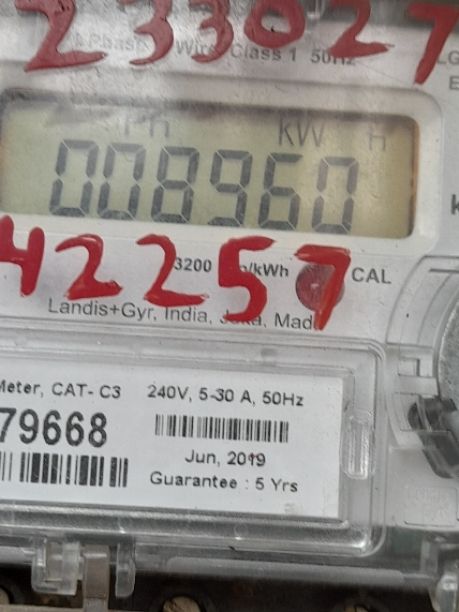 233027
Phase Wire Class 1 50Hz
LG
E
Ph KW H
008960
k
42257
3200 /kWh CAL
Landis+Gyr, India,
Meter, CAT- C3 240V, 5-30 A, 50Hz
79668
Jun, 2019
Guarantee : 5 Yrs